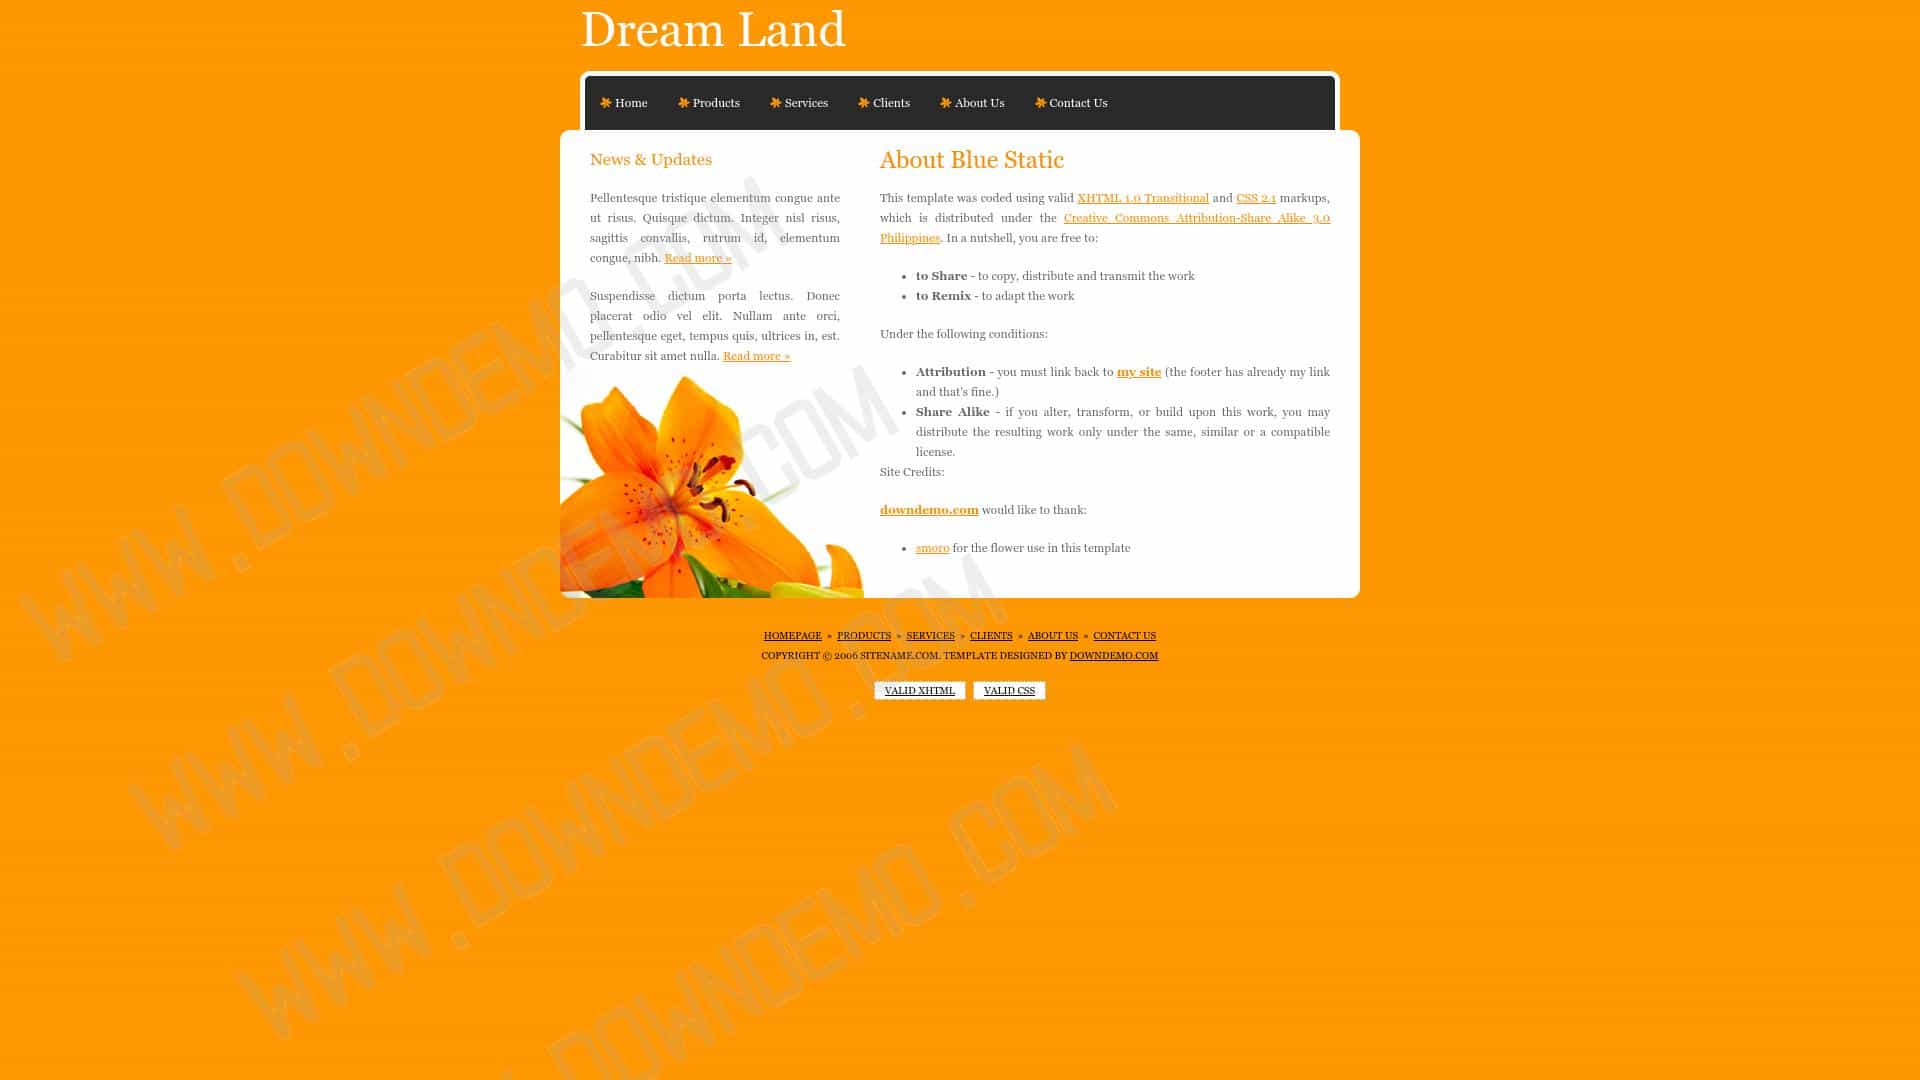 Dream Land
Home
Products
Services
Clients
About Us
Contact Us
News & Updates
Pellentesque tristique elementum congue ante
ut risus. Quisque dictum. Integer nisl risus,
sagittis convallis, rutrum id, elementum
congue, nibh. Read more »
Suspendisse dictum porta lectus. Donec
placerat odio vel elit. Nullam ante orci,
pellentesque eget, tempus quis, ultrices in, est.
Curabitur sit amet nulla. Read more »
About Blue Static
This template was coded using valid XHTML 1.0 Transitional and CSS 2.1 markups,
which is distributed under the Creative Commons Attribution-Share Alike 3.0
Philippines. In a nutshell, you are free to:
• to Share - to copy, distribute and transmit the work
• to Remix - to adapt the work
Under the following conditions:
• Attribution - you must link back to my site (the footer has already my link
and that's fine.)
• Share Alike - if you alter, transform, or build upon this work, you may
distribute the resulting work only under the same, similar or a compatible
license.
Site Credits:
downdemo.com would like to thank:
• smoro for the flower use in this template
HOMEPAGE » PRODUCTS » SERVICES » CLIENTS » ABOUT US » CONTACT US
COPYRIGHT © 2006 SITENAME.COM. TEMPLATE DESIGNED BY DOWNDEMO.COM
VALID XHTML VALID CSS
WWW.DOWNDEMO.COM
WWW.DOWNDEMO.COM
WWW.DOWNDEMO.COM
.DOWNDEMO.COM